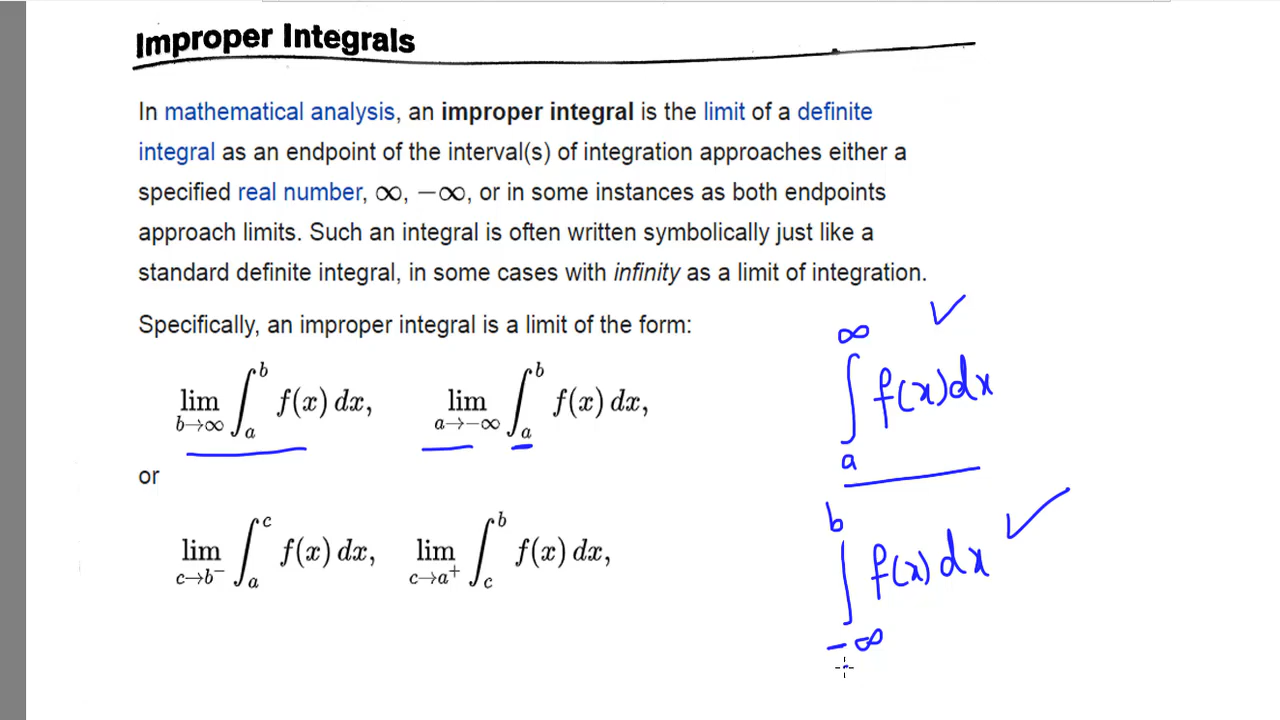 Improper Integrals
In mathematical analysis, an improper integral is the limit of a definite
integral as an endpoint of the interval(s) of integration approaches either a
specified real number, ∞, −∞, or in some instances as both endpoints
approach limits. Such an integral is often written symbolically just like a
standard definite integral, in some cases with infinity as a limit of integration.
Specifically, an improper integral is a limit of the form:
lim_{b→∞} ∫_a^b f(x) dx, lim_{a→−∞} ∫_a^b f(x) dx,
∫_a^∞ f(x)dx ✓
or
lim_{c→b⁻} ∫_a^c f(x) dx, lim_{c→a⁺} ∫_c^b f(x) dx,
∫_{-∞}^b f(x)dx ✓